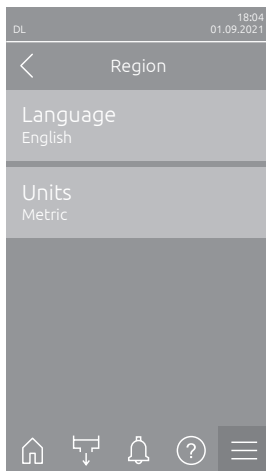 18:04
DL 01.09.2021
Region
Language
English
Units
Metric
?